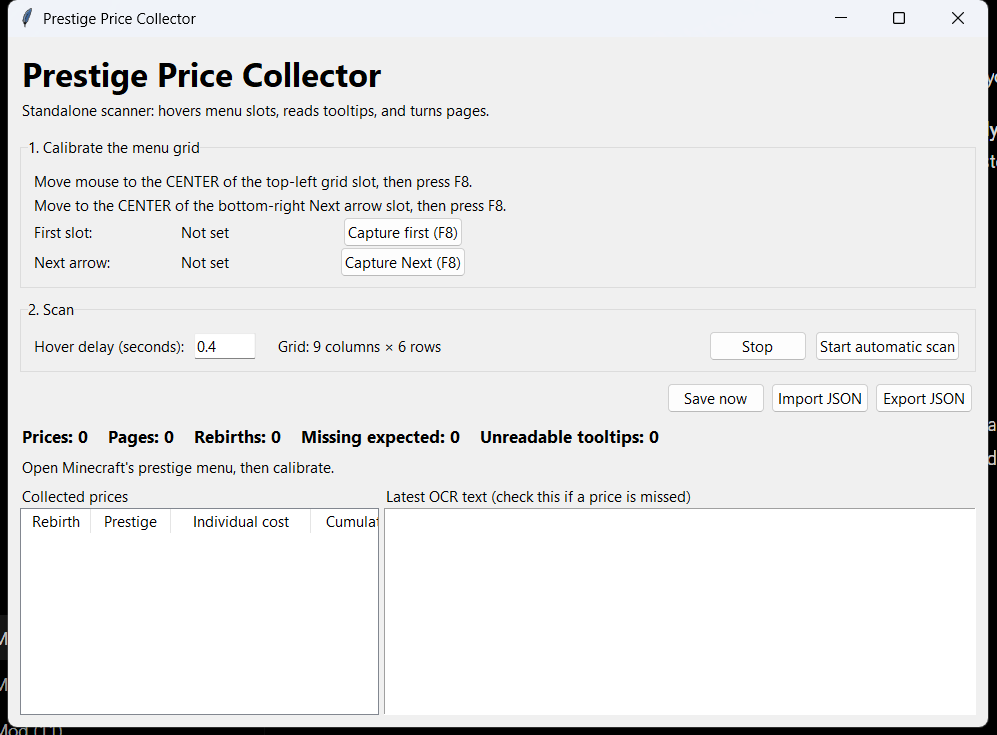 Prestige Price Collector
Prestige Price Collector
Standalone scanner: hovers menu slots, reads tooltips, and turns pages.
1. Calibrate the menu grid
Move mouse to the CENTER of the top-left grid slot, then press F8.
Move to the CENTER of the bottom-right Next arrow slot, then press F8.
First slot: Not set Capture first (F8)
Next arrow: Not set Capture Next (F8)
2. Scan
Hover delay (seconds): 0.4 Grid: 9 columns × 6 rows Stop Start automatic scan
Save now Import JSON Export JSON
Prices: 0 Pages: 0 Rebirths: 0 Missing expected: 0 Unreadable tooltips: 0
Open Minecraft's prestige menu, then calibrate.
Collected prices Latest OCR text (check this if a price is missed)
Rebirth Prestige Individual cost Cumulat